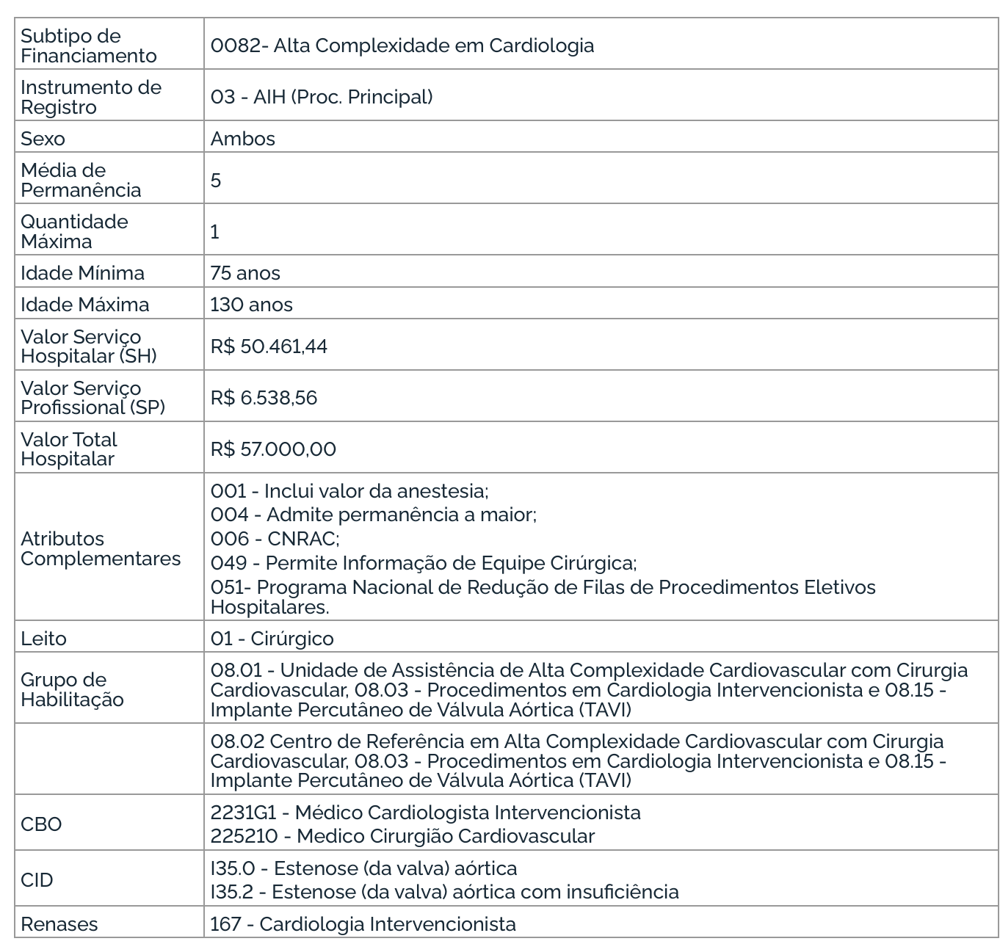 Subtipo de
Financiamento
0082- Alta Complexidade em Cardiologia
Instrumento de
Registro
03 - AIH (Proc. Principal)
Sexo
Ambos
Média de
Permanência
5
Quantidade
Máxima
1
Idade Mínima
75 anos
Idade Máxima
130 anos
Valor Serviço
Hospitalar (SH)
R$ 50.461,44
Valor Serviço
Profissional (SP)
R$ 6.538,56
Valor Total
Hospitalar
R$ 57.000,00
Atributos
Complementares
001 - Inclui valor da anestesia;
004 - Admite permanência a maior;
006 - CNRAC;
049 - Permite Informação de Equipe Cirúrgica;
051- Programa Nacional de Redução de Filas de Procedimentos Eletivos
Hospitalares.
Leito
01 - Cirúrgico
Grupo de
Habilitação
08.01 - Unidade de Assistência de Alta Complexidade Cardiovascular com Cirurgia
Cardiovascular, 08.03 - Procedimentos em Cardiologia Intervencionista e 08.15 -
Implante Percutâneo de Válvula Aórtica (TAVI)
08.02 Centro de Referência em Alta Complexidade Cardiovascular com Cirurgia
Cardiovascular, 08.03 - Procedimentos em Cardiologia Intervencionista e 08.15 -
Implante Percutâneo de Válvula Aórtica (TAVI)
CBO
2231G1 - Médico Cardiologista Intervencionista
225210 - Medico Cirurgião Cardiovascular
CID
I35.0 - Estenose (da valva) aórtica
I35.2 - Estenose (da valva) aórtica com insuficiência
Renases
167 - Cardiologia Intervencionista